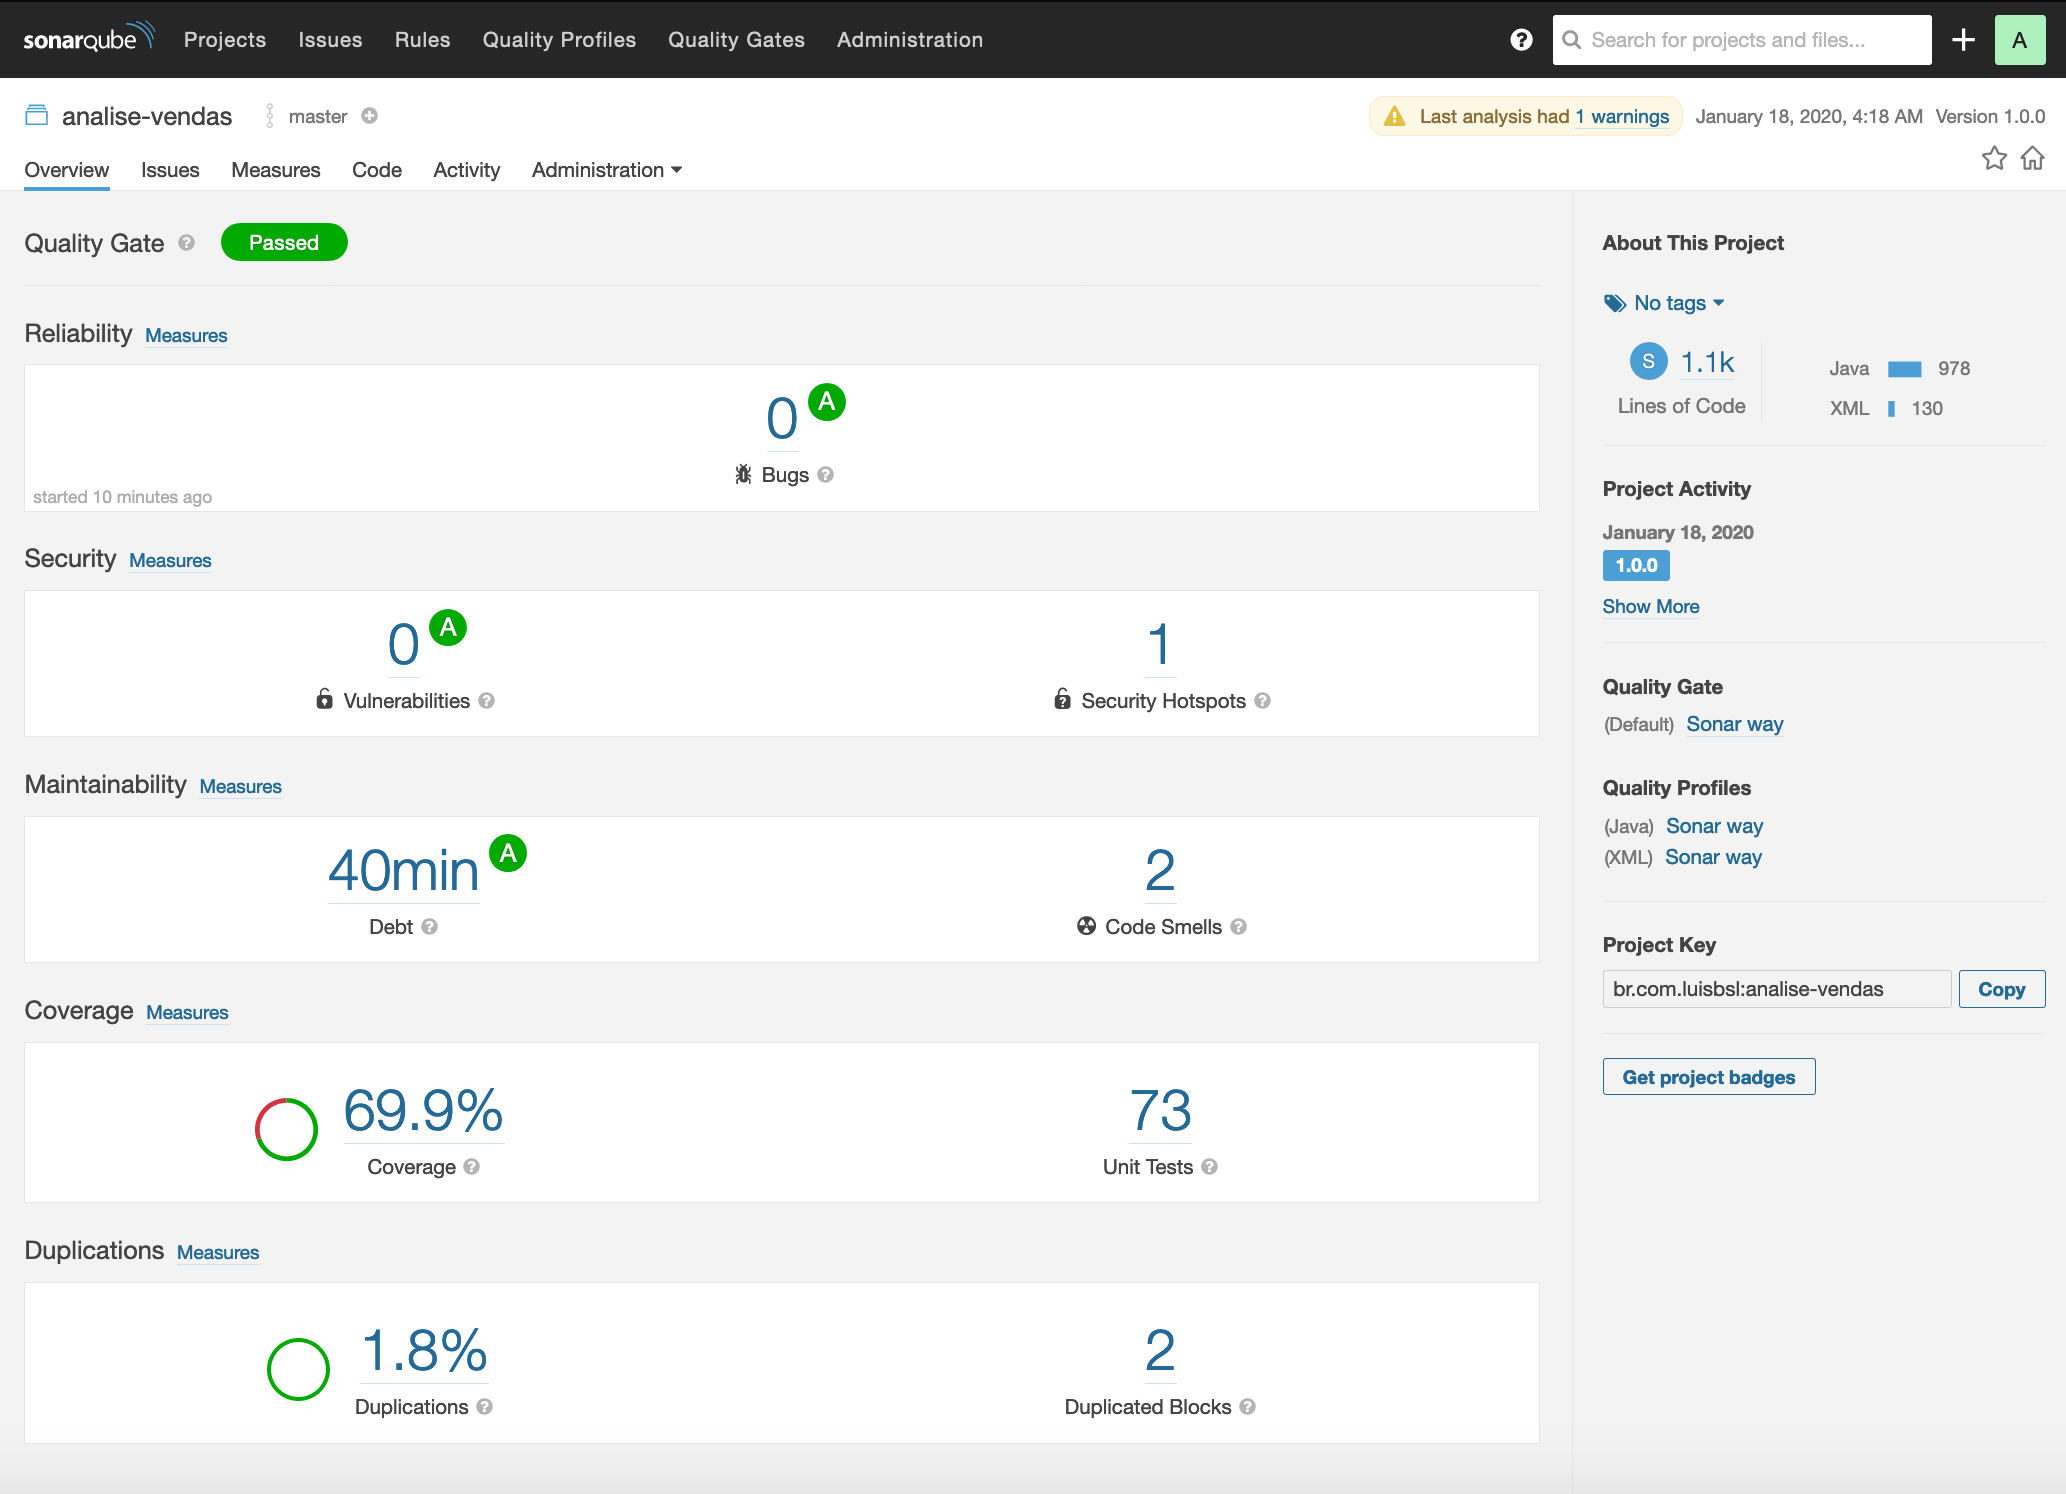 sonarqube Projects Issues Rules Quality Profiles Quality Gates Administration ? Search for projects and files... A
analise-vendas master Last analysis had 1 warnings January 18, 2020, 4:18 AM Version 1.0.0
Overview Issues Measures Code Activity Administration
Quality Gate ? Passed
Reliability Measures
0 A
Bugs ?
started 10 minutes ago
Security Measures
0 A 1
Vulnerabilities ? Security Hotspots ?
Maintainability Measures
40min A 2
Debt ? Code Smells ?
Coverage Measures
69.9% 73
Coverage ? Unit Tests ?
Duplications Measures
1.8% 2
Duplications ? Duplicated Blocks ?
About This Project
No tags
S 1.1k
Lines of Code
Java 978
XML 130
Project Activity
January 18, 2020
1.0.0
Show More
Quality Gate
(Default) Sonar way
Quality Profiles
(Java) Sonar way
(XML) Sonar way
Project Key
br.com.luisbsl:analise-vendas Copy
Get project badges